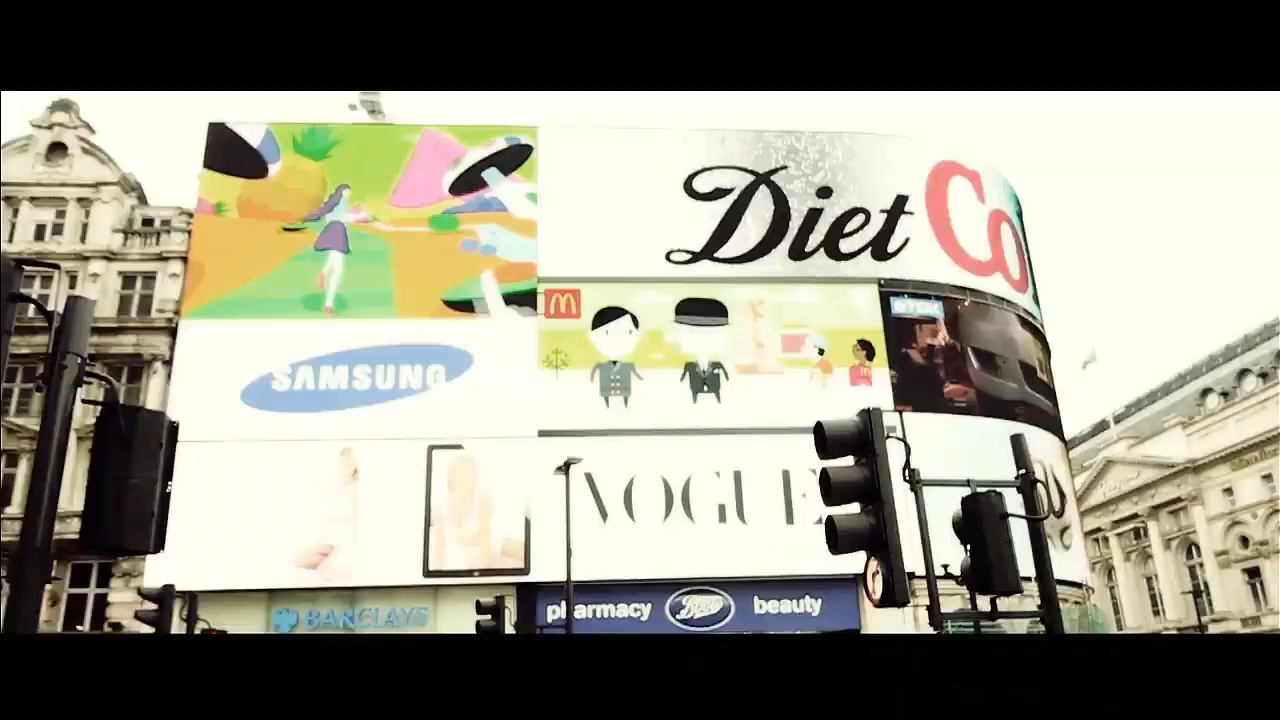 Diet Co
m
SAMSUNG
VOGUE
BARCLAYS
pharmacy Boots beauty